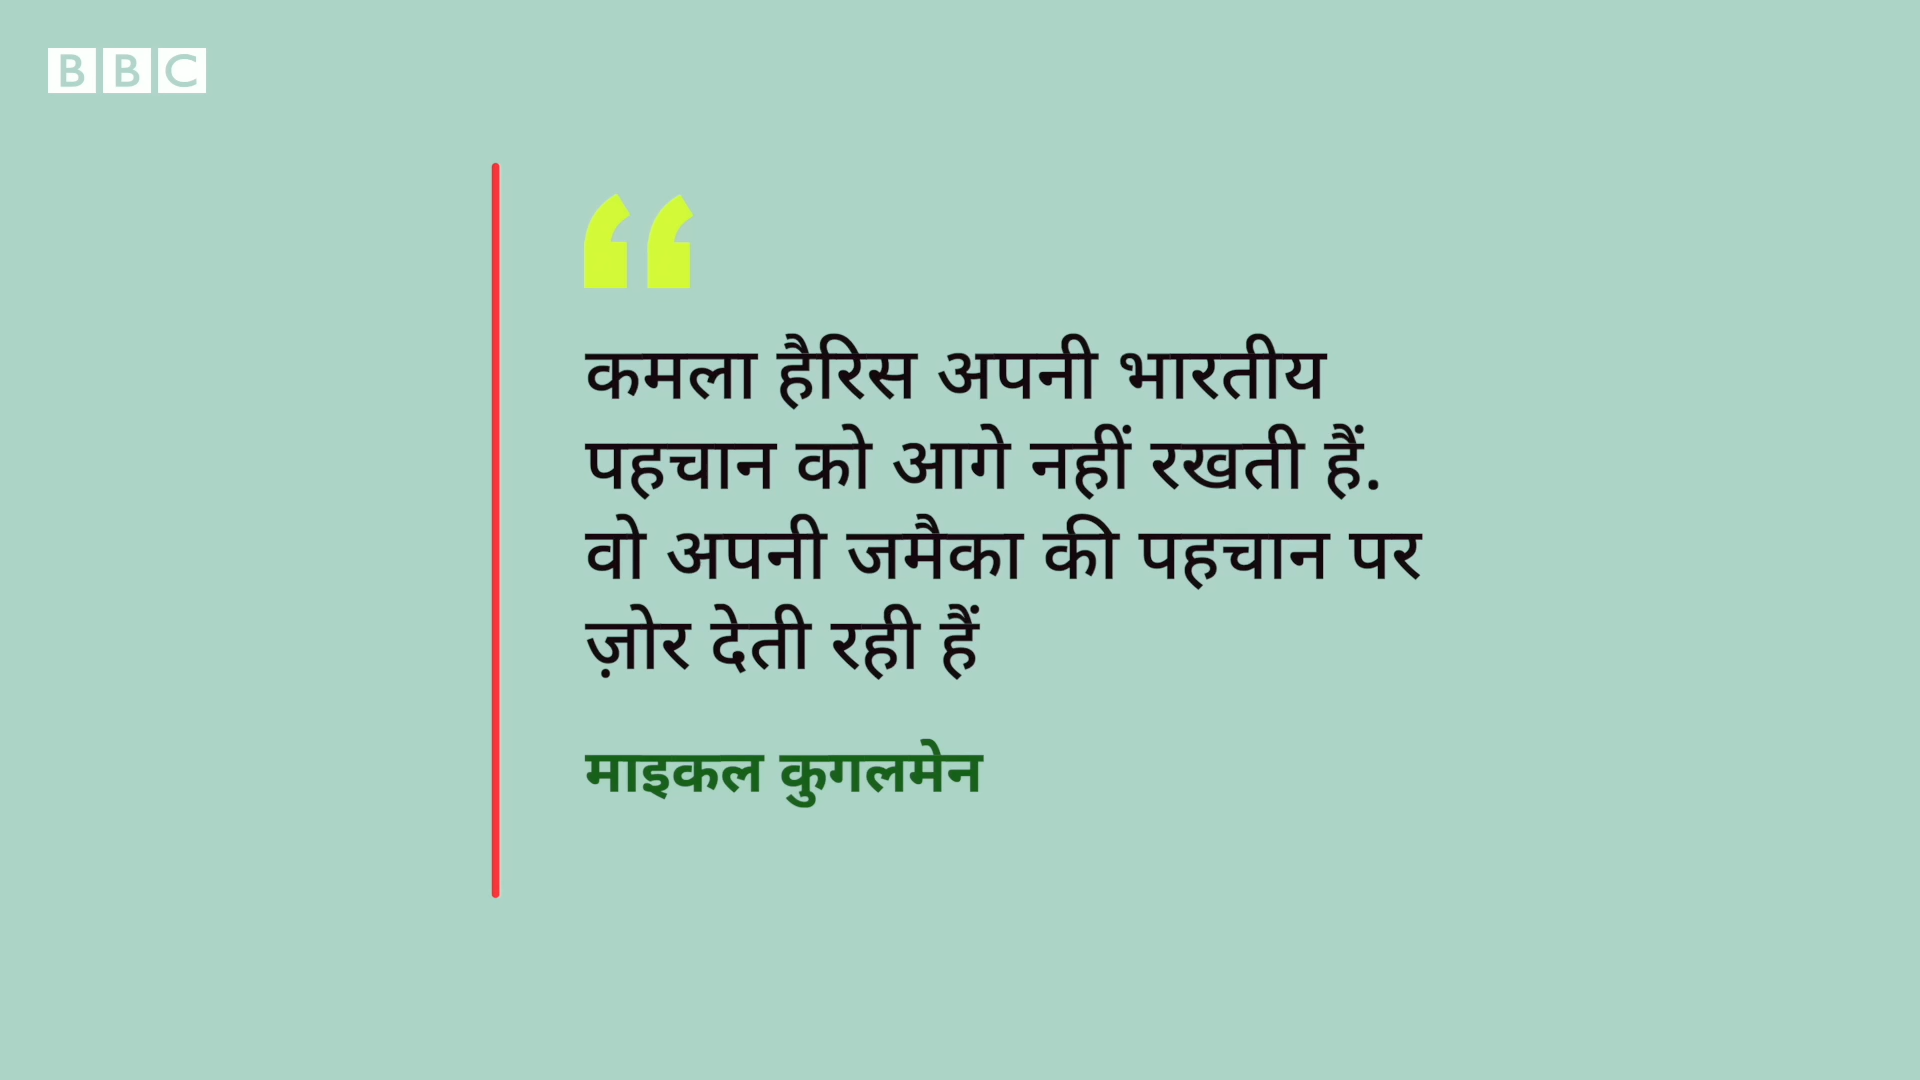 BBC
कमला हैरिस अपनी भारतीय
पहचान को आगे नहीं रखती हैं.
वो अपनी जमैका की पहचान पर
ज़ोर देती रही हैं
माइकल कुगलमेन